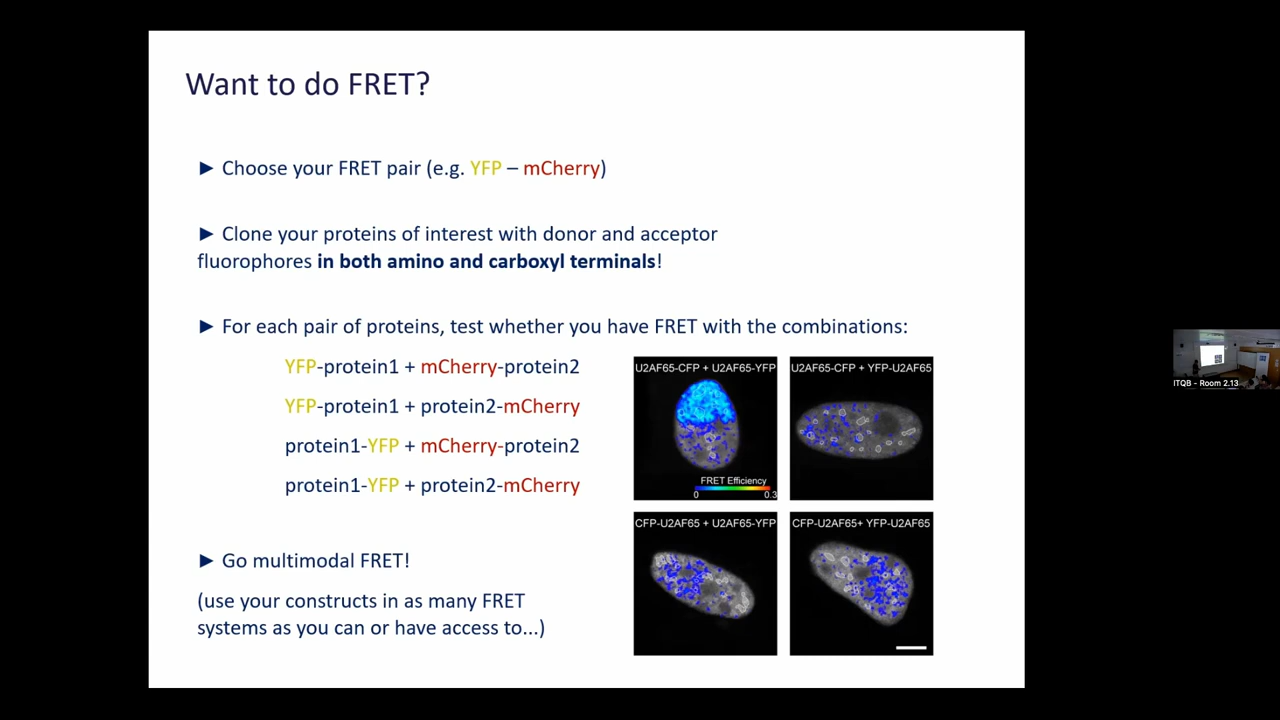 Want to do FRET?
► Choose your FRET pair (e.g. YFP – mCherry)
► Clone your proteins of interest with donor and acceptor
fluorophores in both amino and carboxyl terminals!
► For each pair of proteins, test whether you have FRET with the combinations:
YFP-protein1 + mCherry-protein2
YFP-protein1 + protein2-mCherry
protein1-YFP + mCherry-protein2
protein1-YFP + protein2-mCherry
U2AF65-CFP + U2AF65-YFP
U2AF65-CFP + YFP-U2AF65
FRET Efficiency
0 0.3
CFP-U2AF65 + U2AF65-YFP
CFP-U2AF65+ YFP-U2AF65
► Go multimodal FRET!
(use your constructs in as many FRET
systems as you can or have access to...)
ITQB - Room 2.13